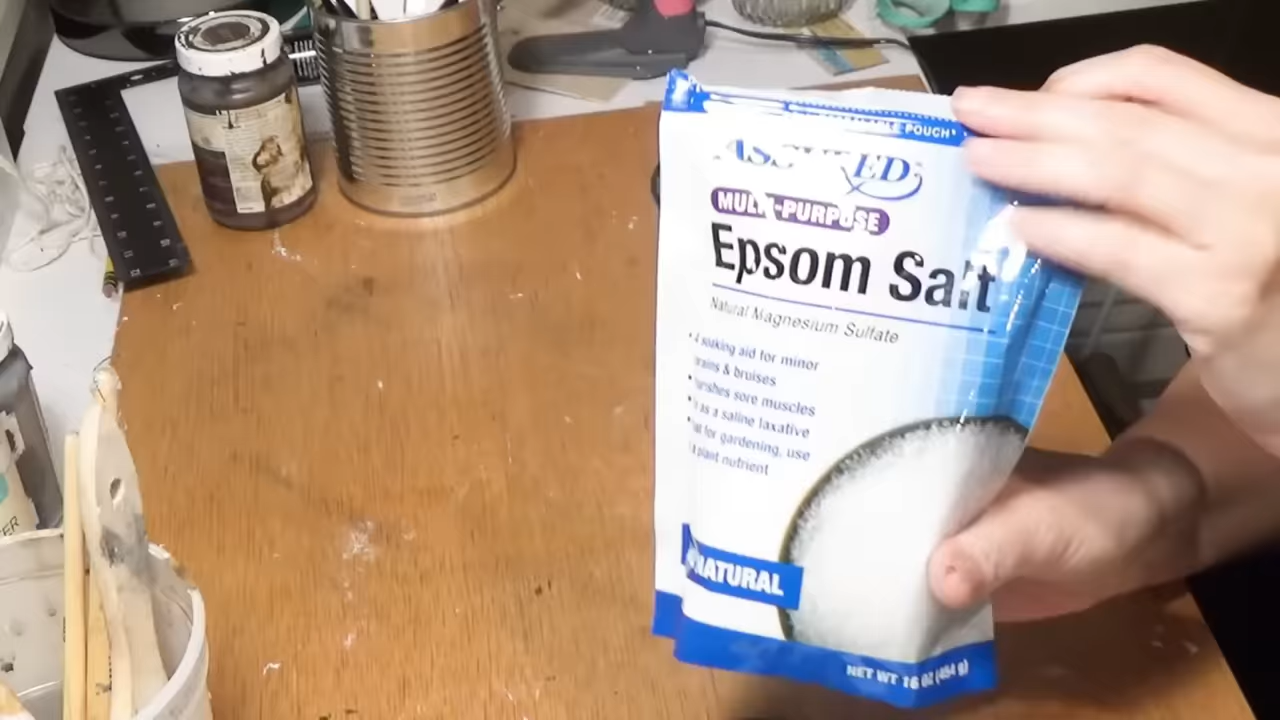 POUCH*
ASSURED
MULTI-PURPOSE
Epsom Salt
Natural Magnesium Sulfate
soaking aid for minor
& bruises
sore muscles
as a saline laxative
for gardening, use
plant nutrient
NATURAL
NET WT 16 OZ (454 g)